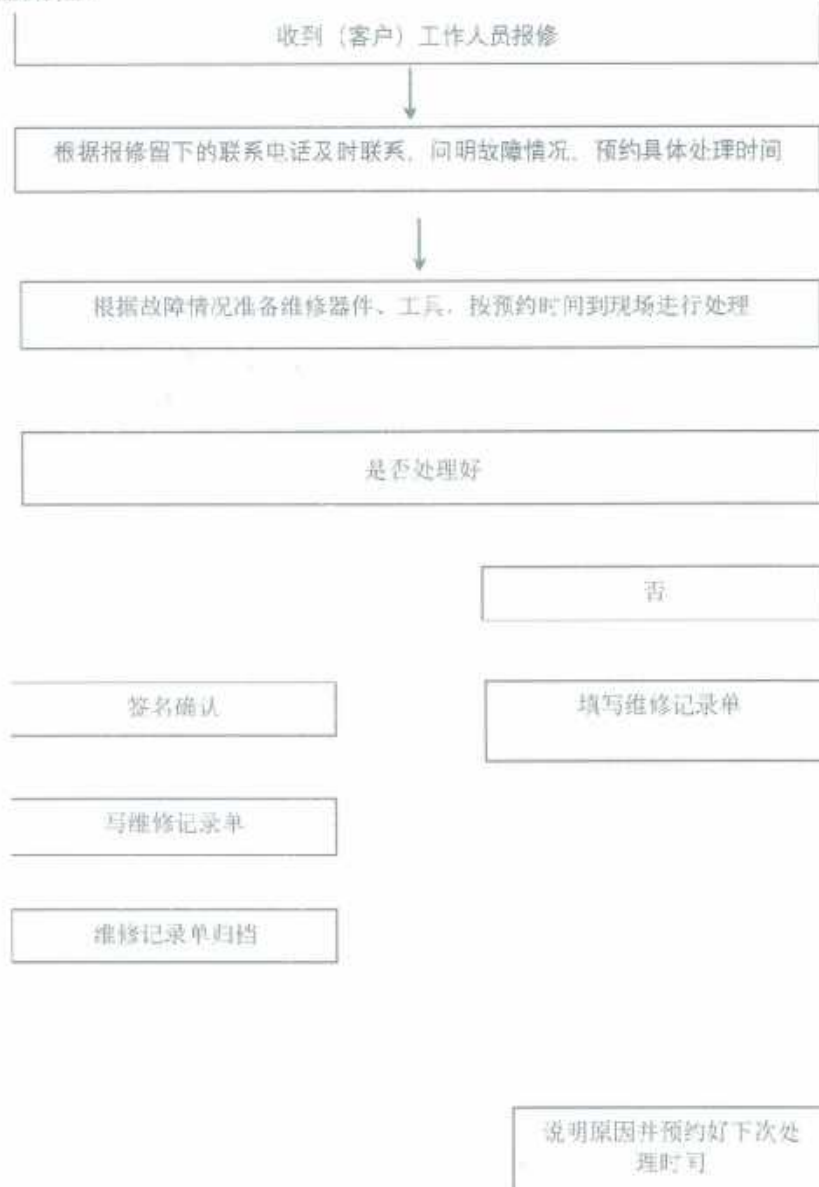 收到（客户）工作人员报修
根据报修留下的联系电话及时联系、问明故障情况、预约具体处理时间
根据故障情况准备维修器件、工具，按预约时间到现场进行处理
是否处理好
否
签名确认
填写维修记录单
写维修记录单
维修记录单归档
说明原因并预约好下次处
理时间